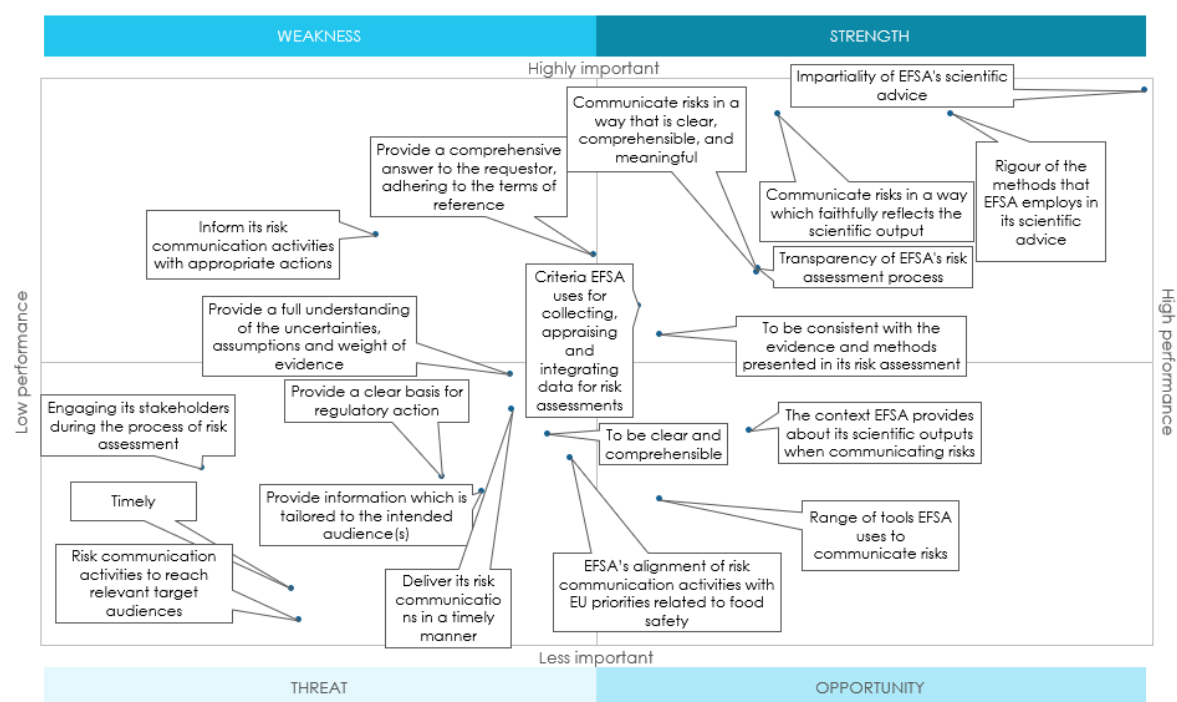 WEAKNESS
STRENGTH
Highly important
Impartiality of EFSA's scientific
advice
Communicate risks in a
way that is clear,
comprehensible, and
meaningful
Provide a comprehensive
answer to the requestor,
adhering to the terms of
reference
Rigour of the
methods that
EFSA employs in
its scientific
advice
Communicate risks in a way
which faithfully reflects the
scientific output
Inform its risk
communication activities
with appropriate actions
Transparency of EFSA's risk
assessment process
Criteria EFSA
uses for
collecting,
appraising
and
integrating
data for risk
assessments
Provide a full understanding
of the uncertainties,
assumptions and weight of
evidence
To be consistent with the
evidence and methods
presented in its risk assessment
Low performance
High performance
Provide a clear basis for
regulatory action
Engaging its stakeholders
during the process of risk
assessment
The context EFSA provides
about its scientific outputs
when communicating risks
To be clear and
comprehensible
Timely
Provide information which is
tailored to the intended
audience(s)
Range of tools EFSA
uses to
communicate risks
Risk communication
activities to reach
relevant target
audiences
Deliver its risk
communicatio
ns in a timely
manner
EFSA’s alignment of risk
communication activities with
EU priorities related to food
safety
Less important
THREAT
OPPORTUNITY